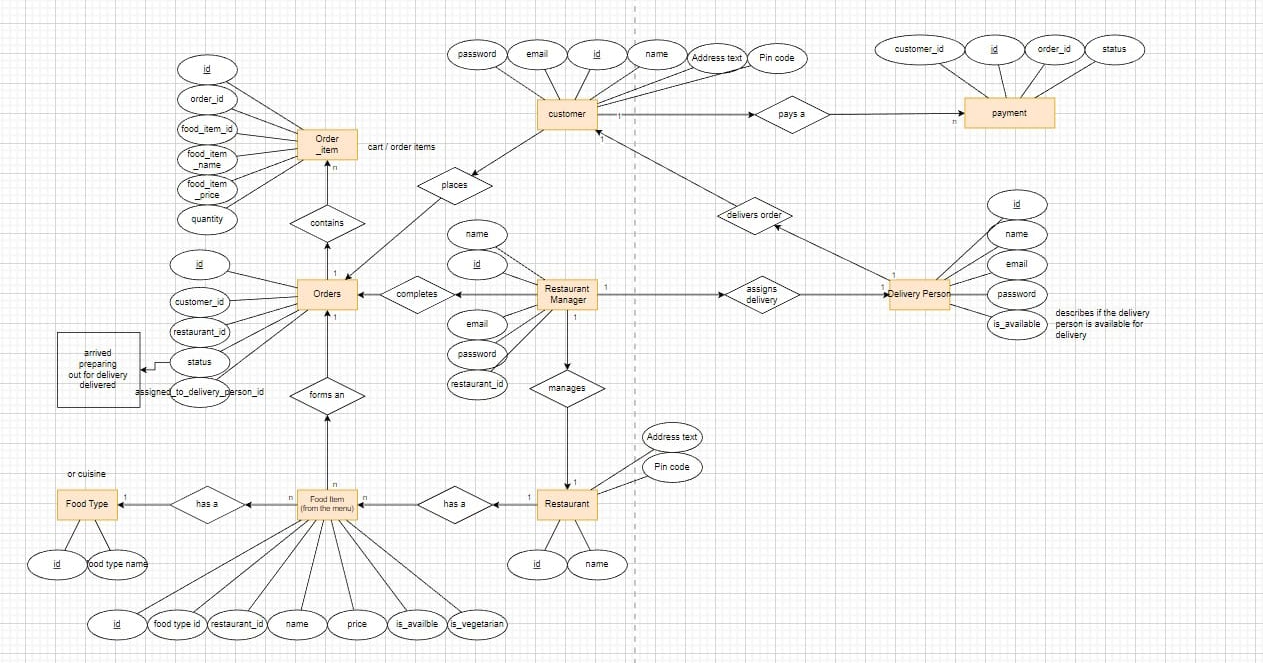 password
email
id
name
Address text
Pin code
customer_id
id
order_id
status
id
order_id
food_item_id
food_item
_name
food_item
_price
quantity
Order
_item
cart / order items
customer
1
pays a
n
payment
1
n
places
contains
1
delivers order
id
name
email
password
is_available
describes if the delivery
person is available for
delivery
name
id
id
customer_id
restaurant_id
status
assigned_to_delivery_person_id
arrived
preparing
out for delivery
delivered
Orders
1
completes
Restaurant
Manager
1
1
assigns
delivery
1
1
Delivery Person
email
password
restaurant_id
manages
1
forms an
n
Address text
Pin code
or cuisine
Food Type
1
has a
n
Food Item
(from the menu)
n
has a
1
Restaurant
id
ood type name
id
name
id
food type id
restaurant_id
name
price
is_availble
is_vegetarian